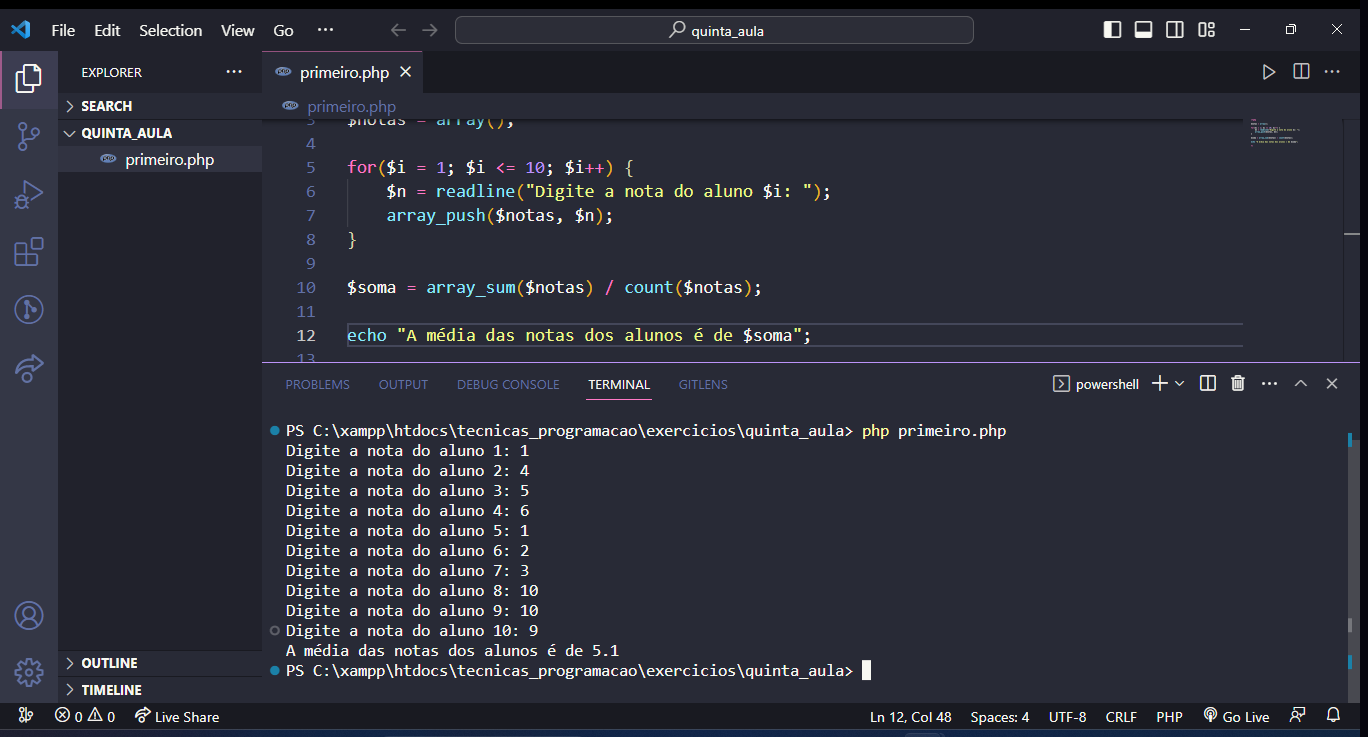 File Edit Selection View Go ··· quinta_aula
EXPLORER ···
SEARCH
QUINTA_AULA
primeiro.php
OUTLINE
TIMELINE
primeiro.php
primeiro.php
3 $notas = array();
4
5 for($i = 1; $i <= 10; $i++) {
6 $n = readline("Digite a nota do aluno $i: ");
7 array_push($notas, $n);
8 }
9
10 $soma = array_sum($notas) / count($notas);
11
12 echo "A média das notas dos alunos é de $soma";
13
PROBLEMS OUTPUT DEBUG CONSOLE TERMINAL GITLENS powershell
PS C:\xampp\htdocs\tecnicas_programacao\exercicios\quinta_aula> php primeiro.php
Digite a nota do aluno 1: 1
Digite a nota do aluno 2: 4
Digite a nota do aluno 3: 5
Digite a nota do aluno 4: 6
Digite a nota do aluno 5: 1
Digite a nota do aluno 6: 2
Digite a nota do aluno 7: 3
Digite a nota do aluno 8: 10
Digite a nota do aluno 9: 10
Digite a nota do aluno 10: 9
A média das notas dos alunos é de 5.1
PS C:\xampp\htdocs\tecnicas_programacao\exercicios\quinta_aula>
0 0 Live Share Ln 12, Col 48 Spaces: 4 UTF-8 CRLF PHP Go Live